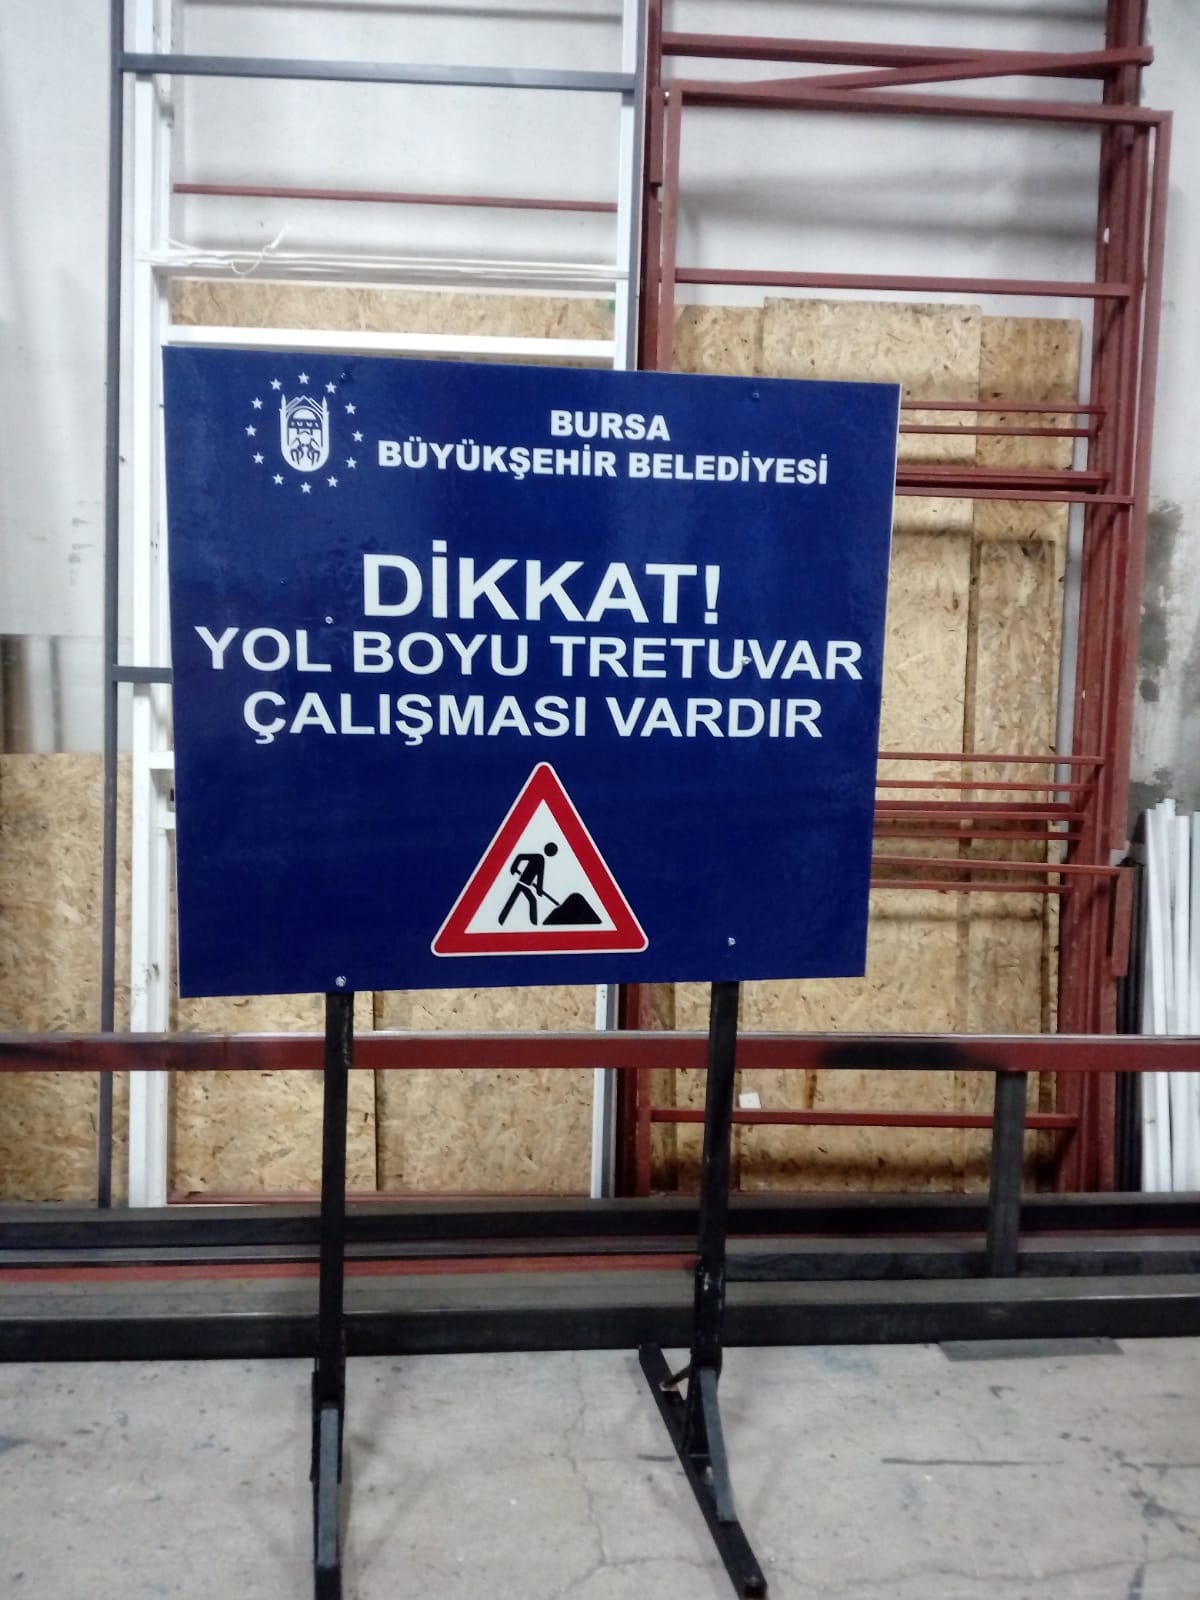 BURSA
BÜYÜKŞEHİR BELEDİYESİ
DİKKAT!
YOL BOYU TRETUVAR
ÇALIŞMASI VARDIR